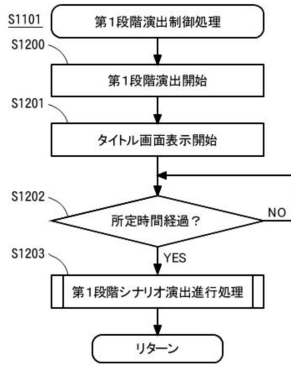 S1101
第1段階演出制御処理
S1200
第1段階演出開始
S1201
タイトル画面表示開始
S1202
所定時間経過？
NO
YES
S1203
第1段階シナリオ演出進行処理
リターン